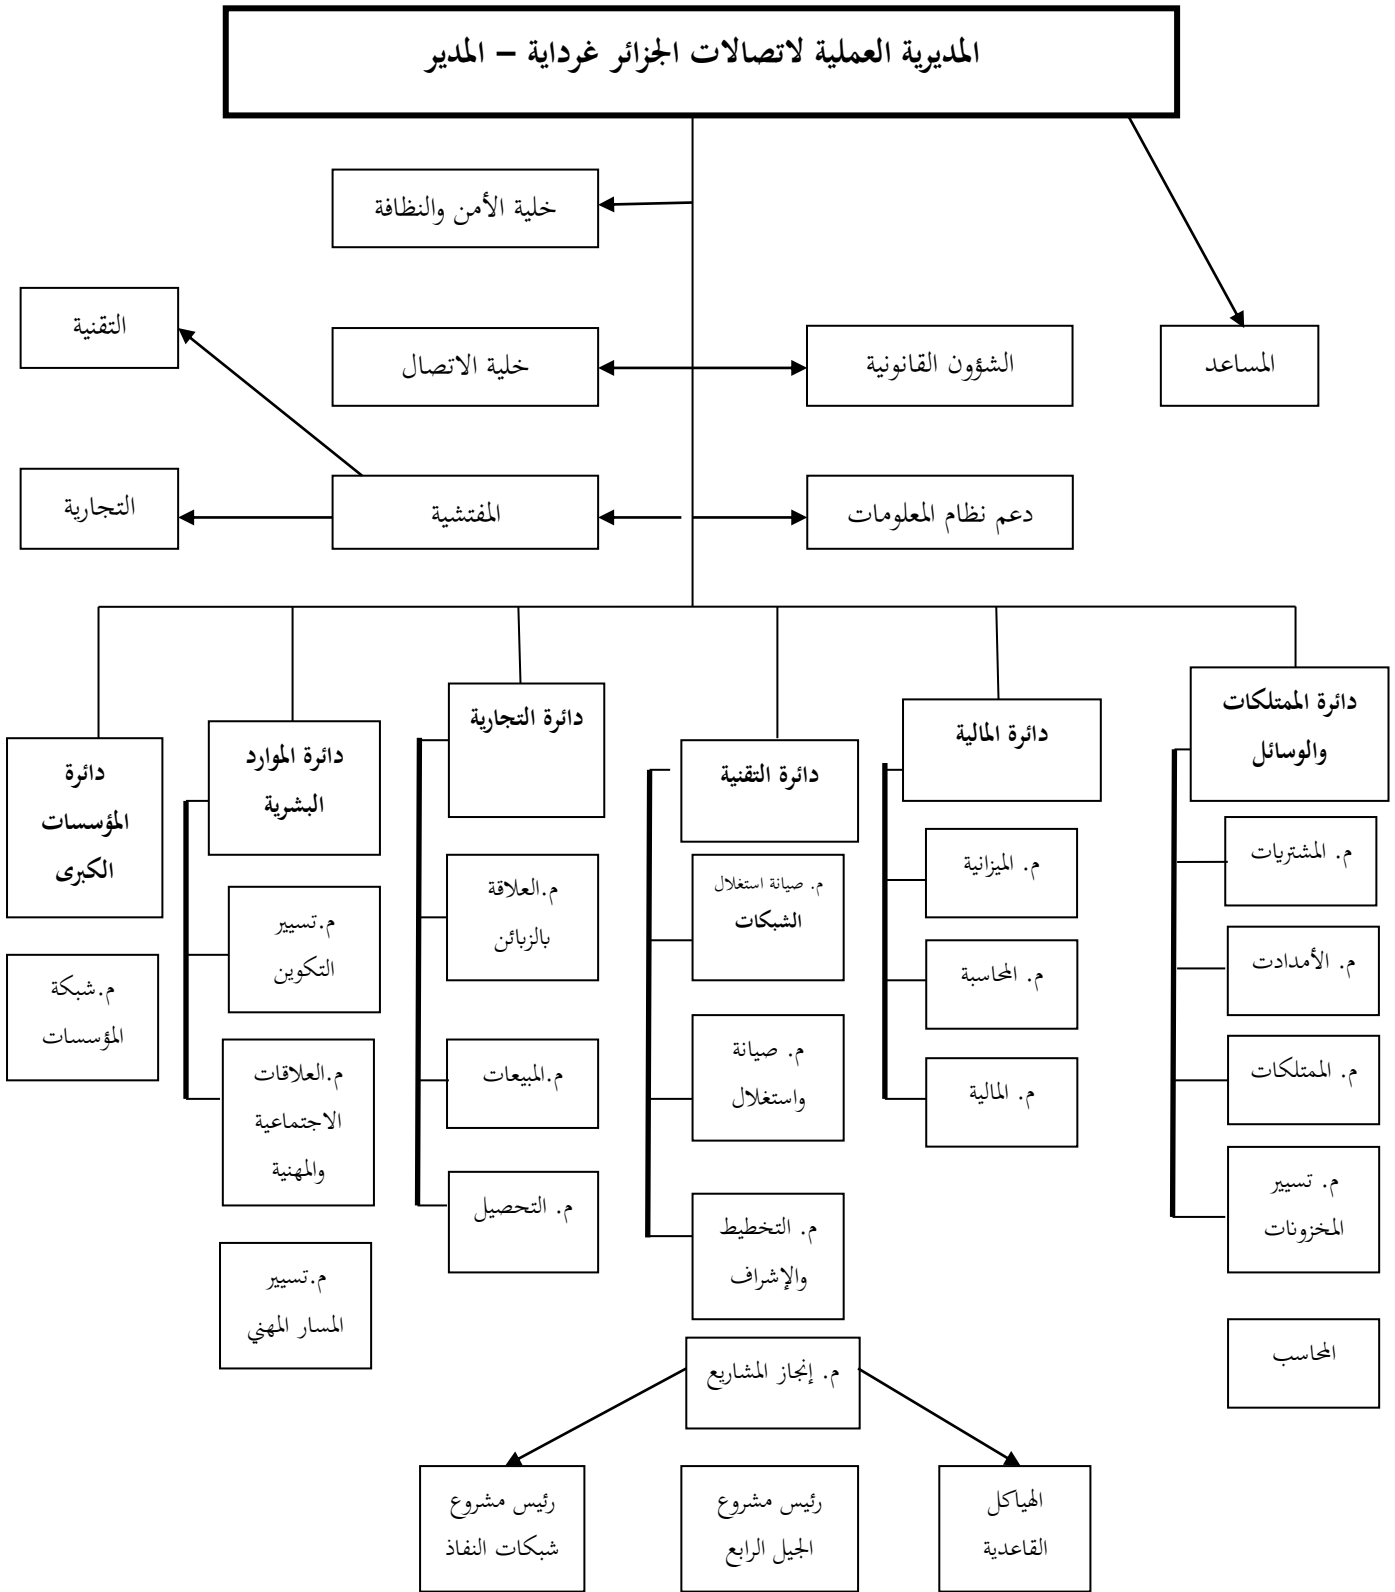 المديرية العملية لاتصالات الجزائر غرداية – المدير
خلية الأمن والنظافة
المساعد
الشؤون القانونية
خلية الاتصال
التقنية
دعم نظام المعلومات
المفتشية
التجارية
دائرة الممتلكات
والوسائل
م. المشتريات
م. الأمدادت
م. الممتلكات
م. تسيير
المخزونات
المحاسب
دائرة المالية
م. الميزانية
م. المحاسبة
م. المالية
دائرة التقنية
م. صيانة استغلال
الشبكات
م. صيانة
واستغلال
م. التخطيط
والإشراف
م. إنجاز المشاريع
الهياكل
القاعدية
رئيس مشروع
الجيل الرابع
رئيس مشروع
شبكات النفاذ
دائرة التجارية
م.العلاقة
بالزبائن
م.المبيعات
م. التحصيل
دائرة الموارد
البشرية
م.تسيير
التكوين
م.العلاقات
الاجتماعية
والمهنية
م.تسيير
المسار المهني
دائرة
المؤسسات
الكبرى
م.شبكة
المؤسسات